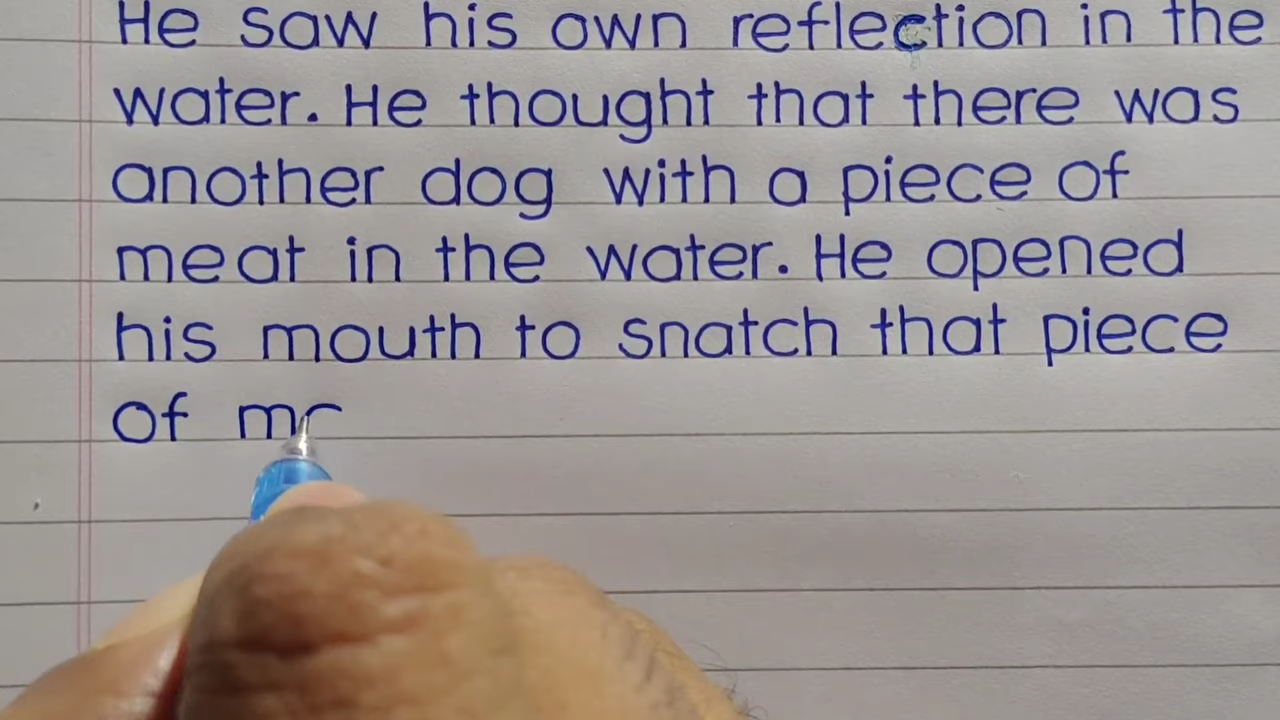 He saw his own reflection in the
water. He thought that there was
another dog with a piece of
meat in the water. He opened
his mouth to snatch that piece
of